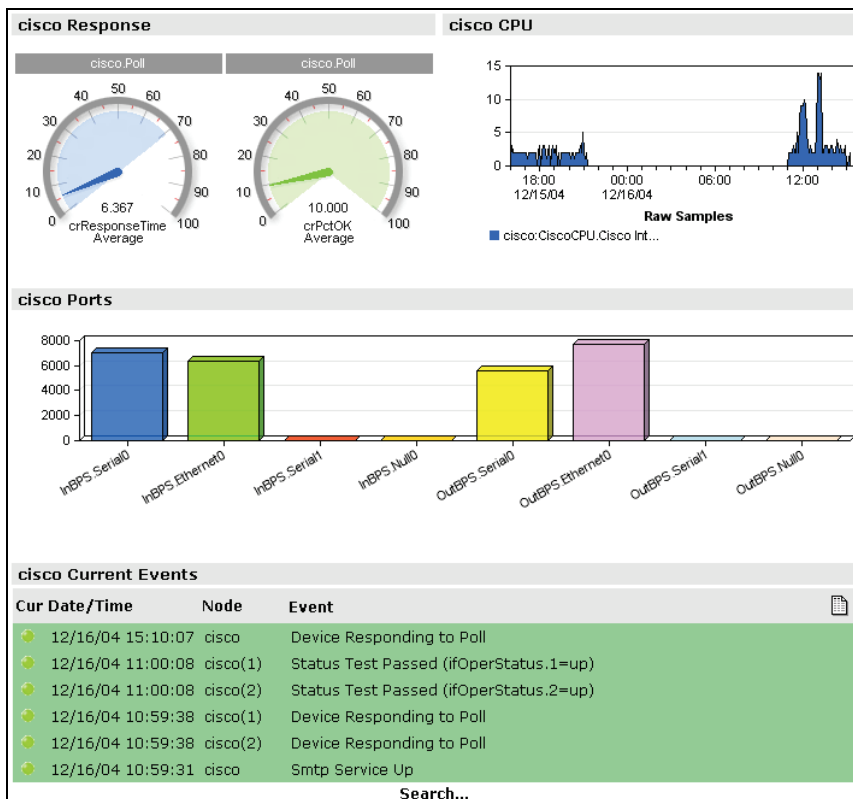 cisco Response
cisco.Poll
0 10 20 30 40 50 60 70 80 90 100
6.367
crResponseTime
Average
cisco.Poll
0 10 20 30 40 50 60 70 80 90 100
10.000
crPctOK
Average
cisco CPU
15
10
5
0
18:00 00:00 06:00 12:00
12/15/04 12/16/04
Raw Samples
cisco:CiscoCPU.Cisco Int...
cisco Ports
8000
6000
4000
2000
0
InBPS.Serial0
InBPS.Ethernet0
InBPS.Serial1
InBPS.Null0
OutBPS.Serial0
OutBPS.Ethernet0
OutBPS.Serial1
OutBPS.Null0
cisco Current Events
Cur Date/Time Node Event
12/16/04 15:10:07 cisco Device Responding to Poll
12/16/04 11:00:08 cisco(1) Status Test Passed (ifOperStatus.1=up)
12/16/04 11:00:08 cisco(2) Status Test Passed (ifOperStatus.2=up)
12/16/04 10:59:38 cisco(1) Device Responding to Poll
12/16/04 10:59:38 cisco(2) Device Responding to Poll
12/16/04 10:59:31 cisco Smtp Service Up
Search...